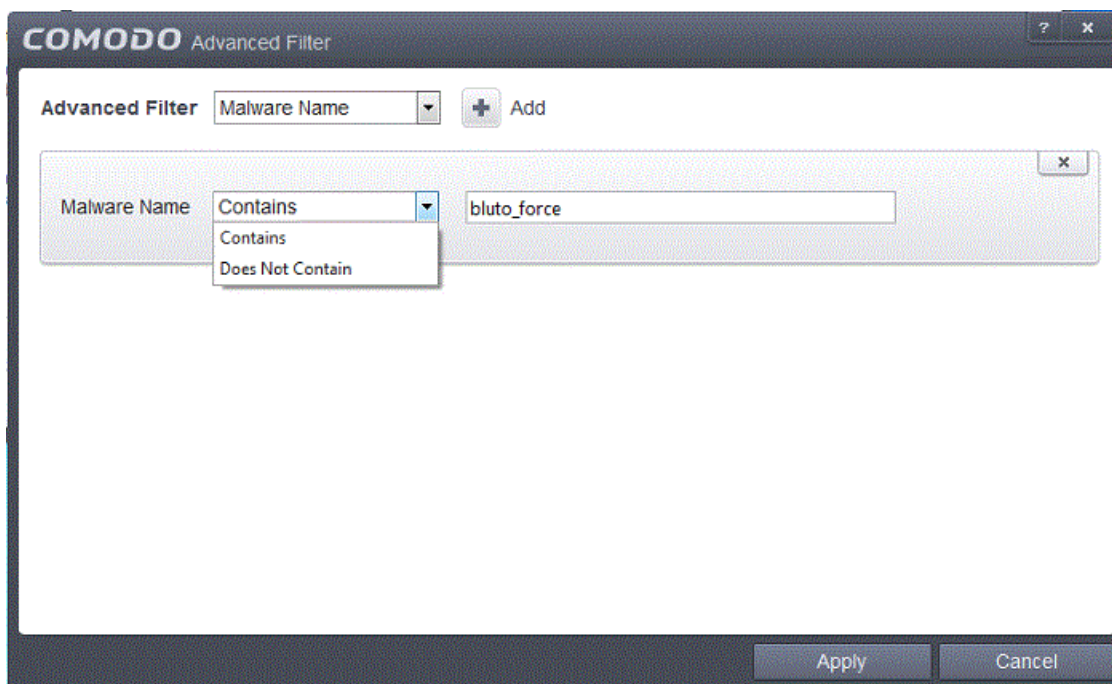 COMODO Advanced Filter ? x
Advanced Filter Malware Name + Add
x
Malware Name Contains bluto_force
Contains
Does Not Contain
Apply Cancel